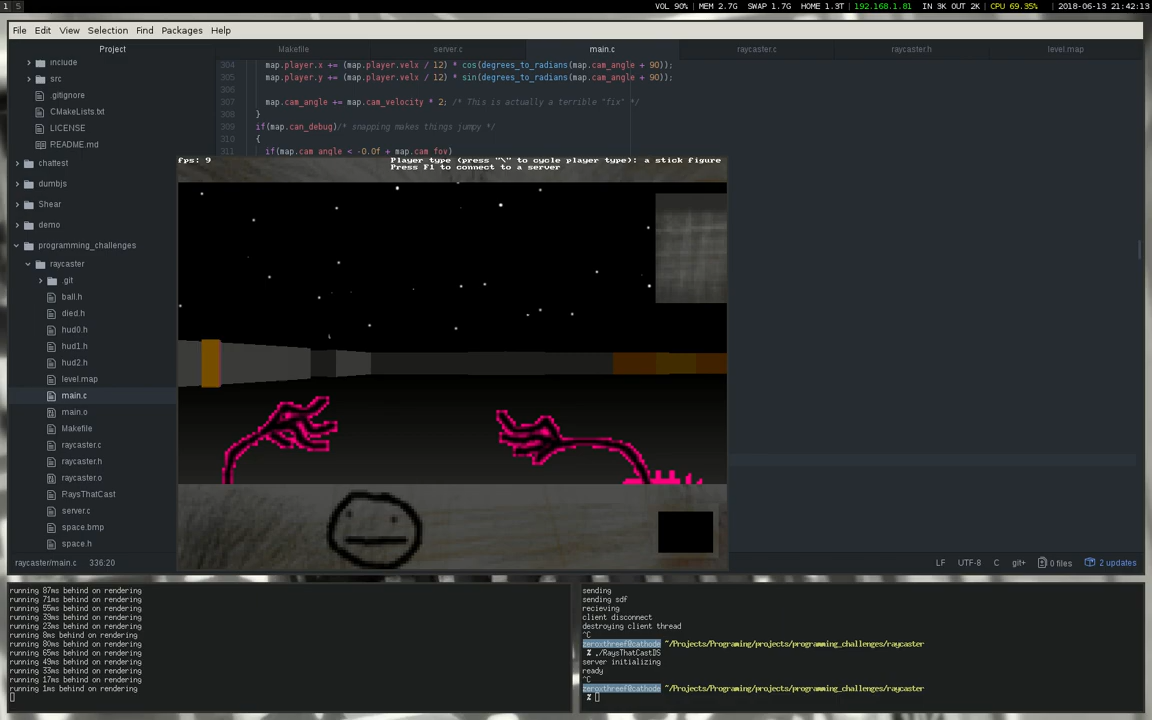 1 5 VOL 90% | MEM 2.7G | SWAP 1.7G | HOME 1.3T | 192.168.1.81 | IN 3K OUT 2K | CPU 69.35% | 2018-06-13 21:42:13
File Edit View Selection Find Packages Help
Project Makefile server.c main.c raycaster.c raycaster.h level.map
include
src
.gitignore
CMakeLists.txt
LICENSE
README.md
chattest
dumbjs
Shear
demo
programming_challenges
raycaster
.git
ball.h
died.h
hud0.h
hud1.h
hud2.h
level.map
main.c
main.o
Makefile
raycaster.c
raycaster.h
raycaster.o
RaysThatCast
server.c
space.bmp
space.h
304 map.player.x += (map.player.velx / 12) * cos(degrees_to_radians(map.cam_angle + 90));
305 map.player.y += (map.player.velx / 12) * sin(degrees_to_radians(map.cam_angle + 90));
306
307 map.cam_angle += map.cam_velocity * 2; /* This is actually a terrible "fix" */
308 }
309 if(map.can_debug)/* snapping makes things jumpy */
310 {
311 if(map.cam_angle < -0.0f + map.cam_fov)
fps: 9 Player type (press "\" to cycle player type): a stick figure
Press F1 to connect to a server
raycaster/main.c 336:20 LF UTF-8 C git+ 0 files 2 updates
running 87ms behind on rendering
running 71ms behind on rendering
running 55ms behind on rendering
running 39ms behind on rendering
running 23ms behind on rendering
running 8ms behind on rendering
running 80ms behind on rendering
running 65ms behind on rendering
running 49ms behind on rendering
running 33ms behind on rendering
running 17ms behind on rendering
running 1ms behind on rendering
sending
sending sdf
recieving
client disconnect
destroying client thread
^C
zeroxthreef@cathode ~/Projects/Programing/projects/programming_challenges/raycaster
% ./RaysThatCastDS
server initializing
ready
^C
zeroxthreef@cathode ~/Projects/Programing/projects/programming_challenges/raycaster
%